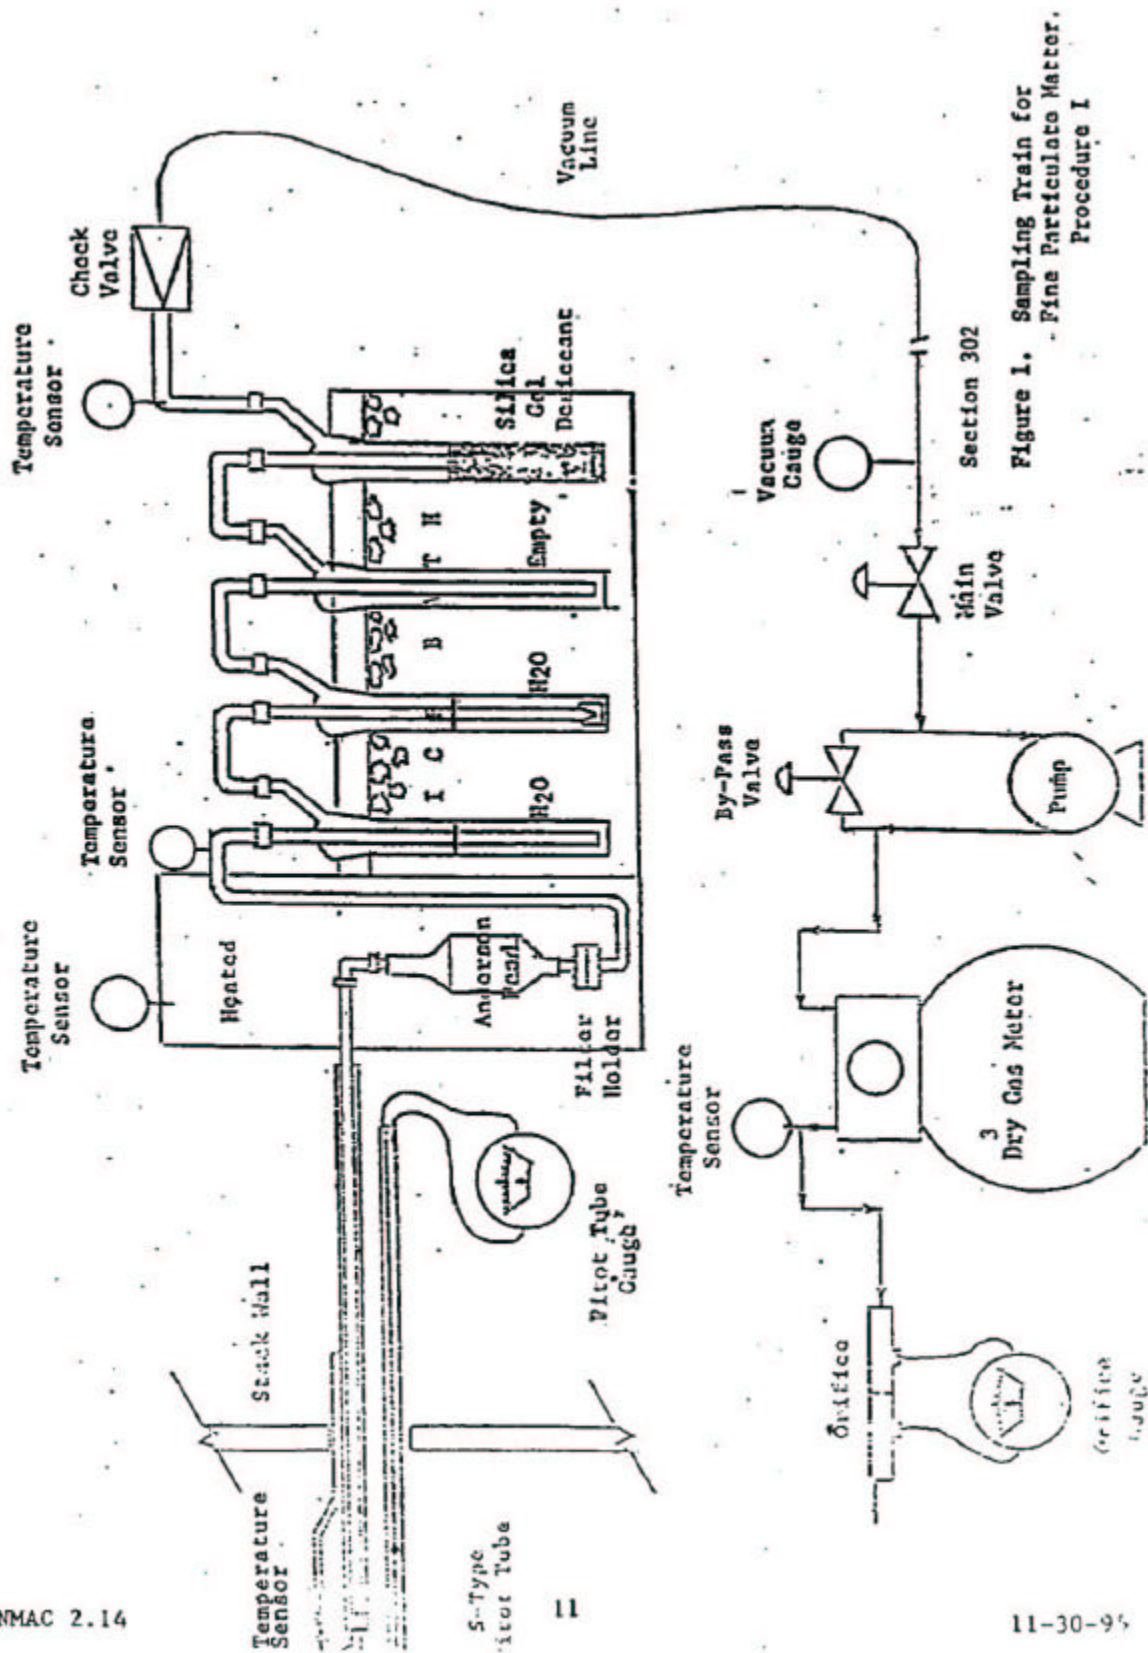 Temperature
Sensor
Stack Wall
S-Type
Tube
Pitot Tube
Gauge
Temperature
Sensor
Heated
Filter
Holder
Temperature
Sensor
I C B T H
H2O
H2O
Empty
Silica
Gel
Desiccant
Temperature
Sensor
Check
Valve
Vacuum
Line
Orifice
Temperature
Sensor
3
Dry Gas Meter
By-Pass
Valve
Pump
Main
Valve
Vacuum
Gauge
Section 302
Figure 1. Sampling Train for
Fine Particulate Matter.
Procedure I
NMAC 2.14
11